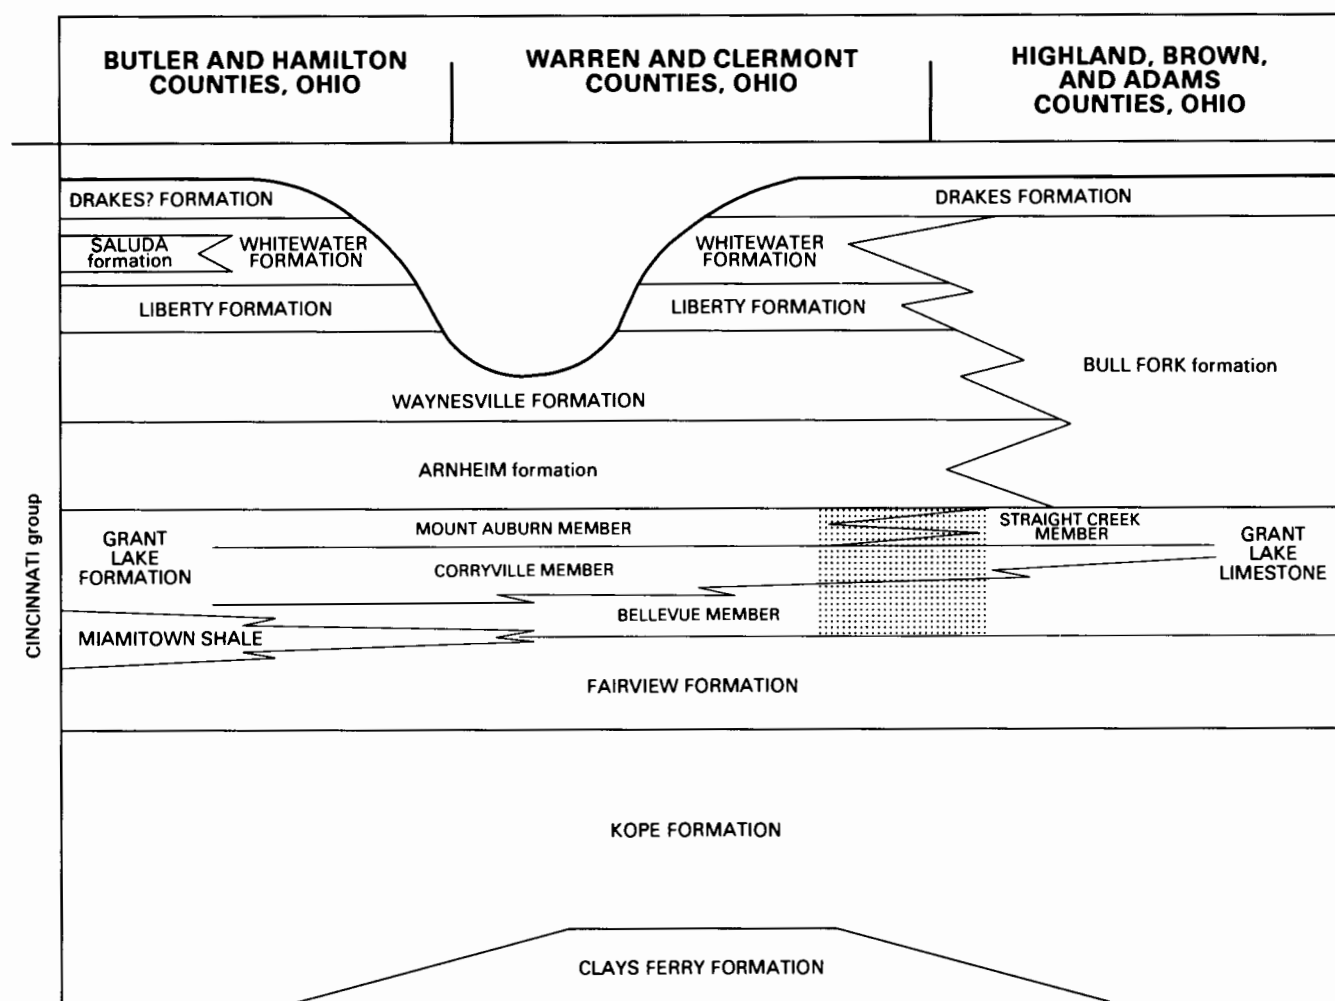 BUTLER AND HAMILTON
COUNTIES, OHIO
WARREN AND CLERMONT
COUNTIES, OHIO
HIGHLAND, BROWN,
AND ADAMS
COUNTIES, OHIO
DRAKES? FORMATION
DRAKES FORMATION
SALUDA
formation
WHITEWATER
FORMATION
WHITEWATER
FORMATION
LIBERTY FORMATION
LIBERTY FORMATION
BULL FORK formation
WAYNESVILLE FORMATION
ARNHEIM formation
CINCINNATI group
GRANT
LAKE
FORMATION
MOUNT AUBURN MEMBER
STRAIGHT CREEK
MEMBER
GRANT
LAKE
LIMESTONE
CORRYVILLE MEMBER
BELLEVUE MEMBER
MIAMITOWN SHALE
FAIRVIEW FORMATION
KOPE FORMATION
CLAYS FERRY FORMATION